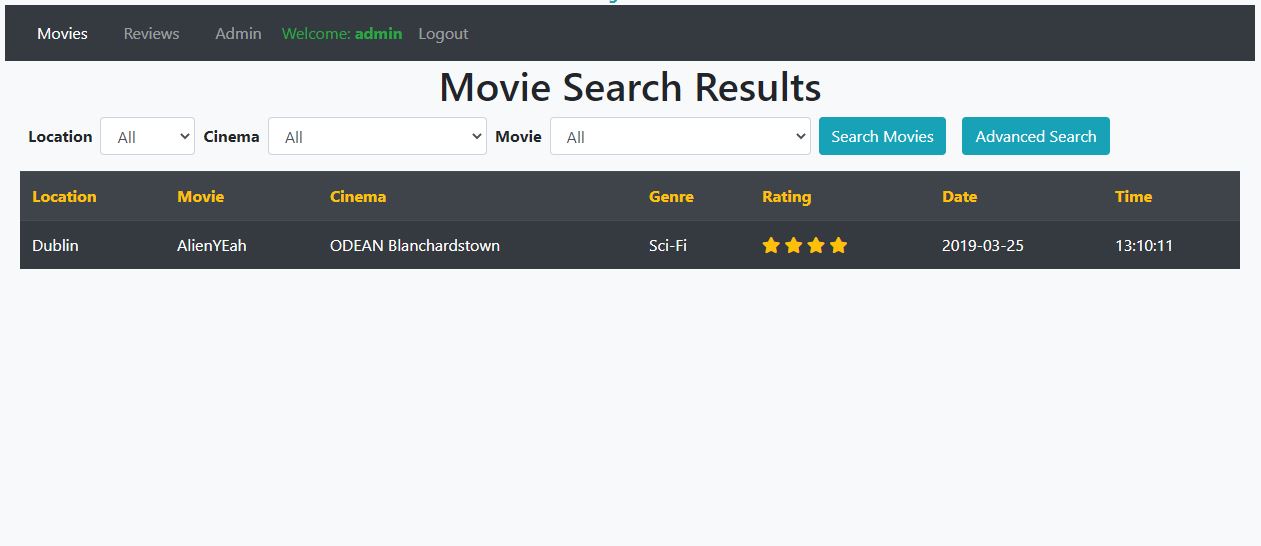 Movies Reviews Admin Welcome: admin Logout
Movie Search Results
Location All Cinema All Movie All Search Movies Advanced Search
Location Movie Cinema Genre Rating Date Time
Dublin AlienYEah ODEAN Blanchardstown Sci-Fi 2019-03-25 13:10:11